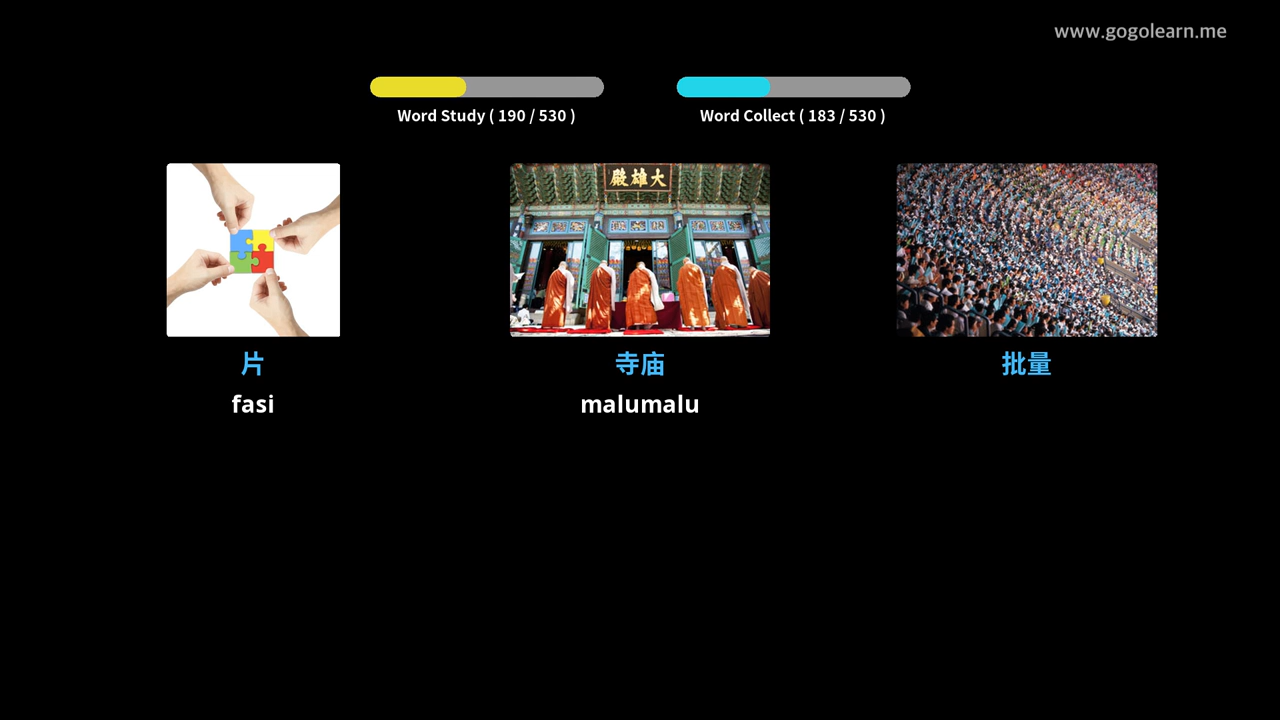 www.gogolearn.me
Word Study ( 190 / 530 )
Word Collect ( 183 / 530 )
殿雄大
片
寺庙
批量
fasi
malumalu